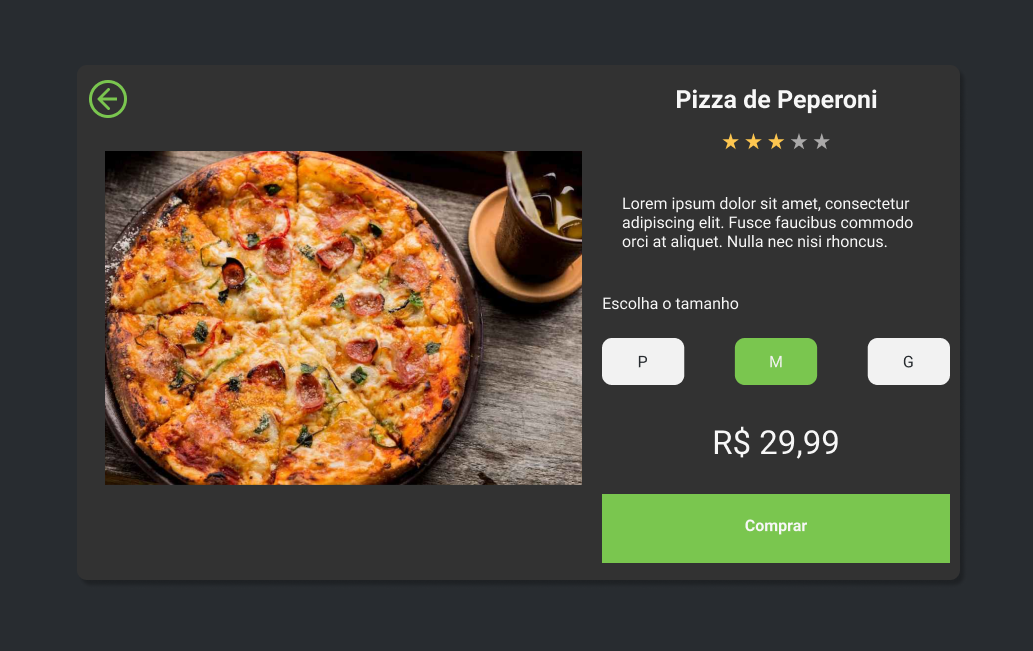 Pizza de Peperoni
Lorem ipsum dolor sit amet, consectetur
adipiscing elit. Fusce faucibus commodo
orci at aliquet. Nulla nec nisi rhoncus.
Escolha o tamanho
P M G
R$ 29,99
Comprar